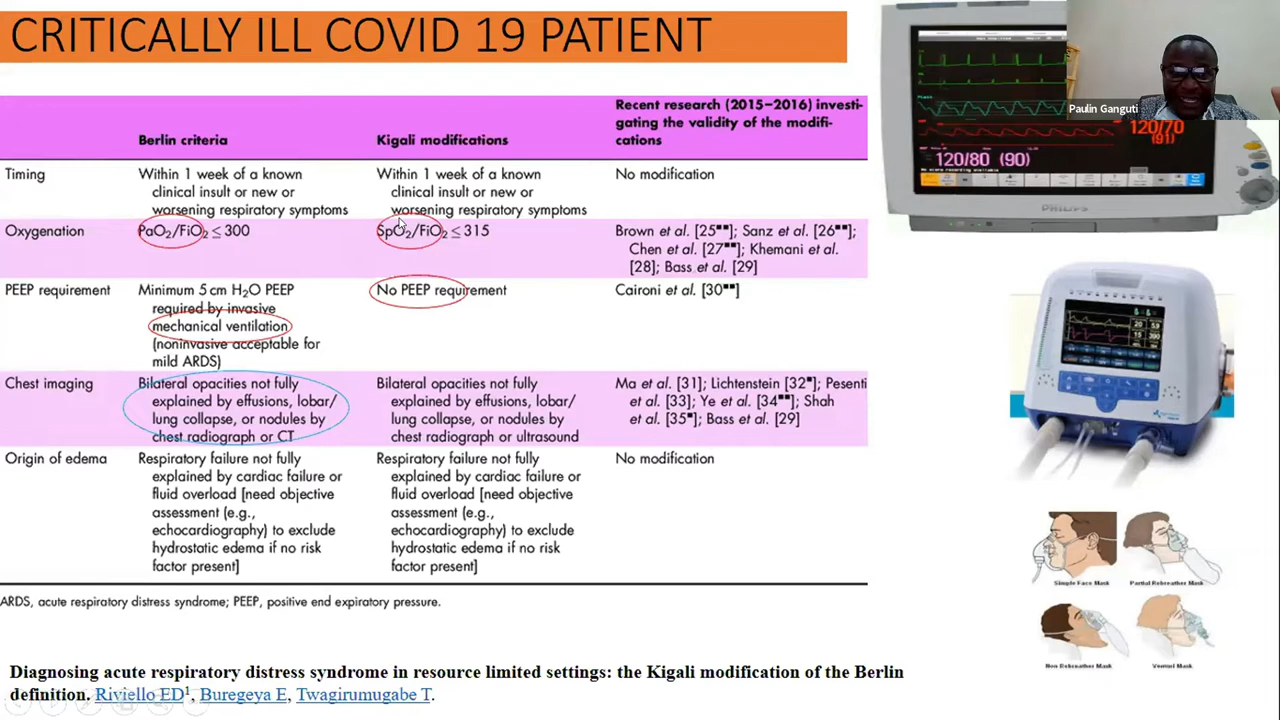 CRITICALLY ILL COVID 19 PATIENT
Paulin Ganguti
120/70
(91)
120/80 (90)
PHILIPS
Recent research (2015–2016) investi-
gating the validity of the modifi-
cations
Berlin criteria
Kigali modifications
Timing
Within 1 week of a known
clinical insult or new or
worsening respiratory symptoms
Within 1 week of a known
clinical insult or new or
worsening respiratory symptoms
No modification
Oxygenation
PaO2/FiO2 ≤ 300
SpO2/FiO2 ≤ 315
Brown et al. [25▪▪]; Sanz et al. [26▪▪];
Chen et al. [27▪▪]; Khemani et al.
[28]; Bass et al. [29]
PEEP requirement
Minimum 5 cm H2O PEEP
required by invasive
mechanical ventilation
(noninvasive acceptable for
mild ARDS)
No PEEP requirement
Caironi et al. [30▪▪]
Chest imaging
Bilateral opacities not fully
explained by effusions, lobar/
lung collapse, or nodules by
chest radiograph or CT
Bilateral opacities not fully
explained by effusions, lobar/
lung collapse, or nodules by
chest radiograph or ultrasound
Ma et al. [31]; Lichtenstein [32▪]; Pesenti
et al. [33]; Ye et al. [34▪▪]; Shah
et al. [35▪]; Bass et al. [29]
Origin of edema
Respiratory failure not fully
explained by cardiac failure or
fluid overload [need objective
assessment (e.g.,
echocardiography) to exclude
hydrostatic edema if no risk
factor present]
Respiratory failure not fully
explained by cardiac failure or
fluid overload [need objective
assessment (e.g.,
echocardiography) to exclude
hydrostatic edema if no risk
factor present]
No modification
ARDS, acute respiratory distress syndrome; PEEP, positive end expiratory pressure.
Simple Face Mask
Partial Rebreather Mask
Non Rebreather Mask
Venturi Mask
Diagnosing acute respiratory distress syndrome in resource limited settings: the Kigali modification of the Berlin
definition. Riviello ED1, Buregeya E, Twagirumugabe T.